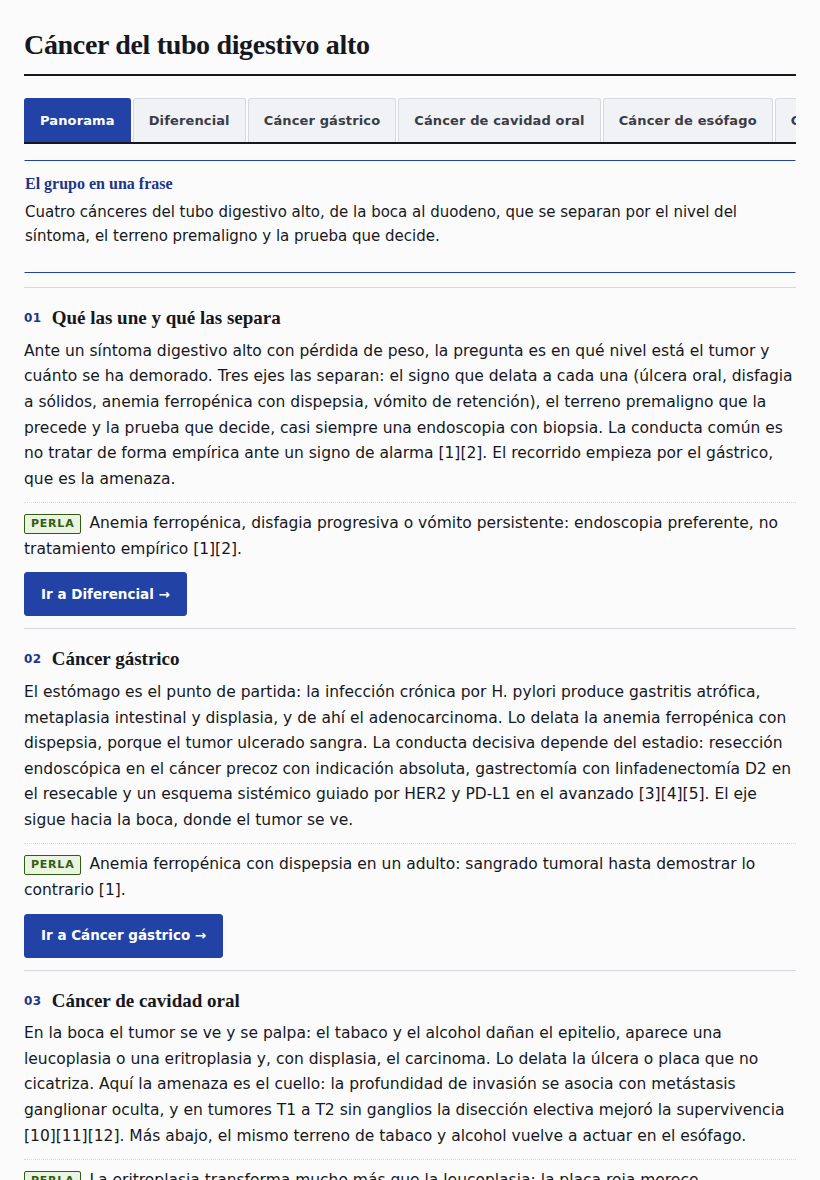 Cáncer del tubo digestivo alto
Panorama
Diferencial
Cáncer gástrico
Cáncer de cavidad oral
Cáncer de esófago
El grupo en una frase
Cuatro cánceres del tubo digestivo alto, de la boca al duodeno, que se separan por el nivel del
síntoma, el terreno premaligno y la prueba que decide.
01 Qué las une y qué las separa
Ante un síntoma digestivo alto con pérdida de peso, la pregunta es en qué nivel está el tumor y
cuánto se ha demorado. Tres ejes las separan: el signo que delata a cada una (úlcera oral, disfagia
a sólidos, anemia ferropénica con dispepsia, vómito de retención), el terreno premaligno que la
precede y la prueba que decide, casi siempre una endoscopia con biopsia. La conducta común es
no tratar de forma empírica ante un signo de alarma [1][2]. El recorrido empieza por el gástrico,
que es la amenaza.
PERLA Anemia ferropénica, disfagia progresiva o vómito persistente: endoscopia preferente, no
tratamiento empírico [1][2].
Ir a Diferencial →
02 Cáncer gástrico
El estómago es el punto de partida: la infección crónica por H. pylori produce gastritis atrófica,
metaplasia intestinal y displasia, y de ahí el adenocarcinoma. Lo delata la anemia ferropénica con
dispepsia, porque el tumor ulcerado sangra. La conducta decisiva depende del estadio: resección
endoscópica en el cáncer precoz con indicación absoluta, gastrectomía con linfadenectomía D2 en
el resecable y un esquema sistémico guiado por HER2 y PD-L1 en el avanzado [3][4][5]. El eje
sigue hacia la boca, donde el tumor se ve.
PERLA Anemia ferropénica con dispepsia en un adulto: sangrado tumoral hasta demostrar lo
contrario [1].
Ir a Cáncer gástrico →
03 Cáncer de cavidad oral
En la boca el tumor se ve y se palpa: el tabaco y el alcohol dañan el epitelio, aparece una
leucoplasia o una eritroplasia y, con displasia, el carcinoma. Lo delata la úlcera o placa que no
cicatriza. Aquí la amenaza es el cuello: la profundidad de invasión se asocia con metástasis
ganglionar oculta, y en tumores T1 a T2 sin ganglios la disección electiva mejoró la supervivencia
[10][11][12]. Más abajo, el mismo terreno de tabaco y alcohol vuelve a actuar en el esófago.
PERLA La eritroplasia transforma mucho más que la leucoplasia: la placa roja merece